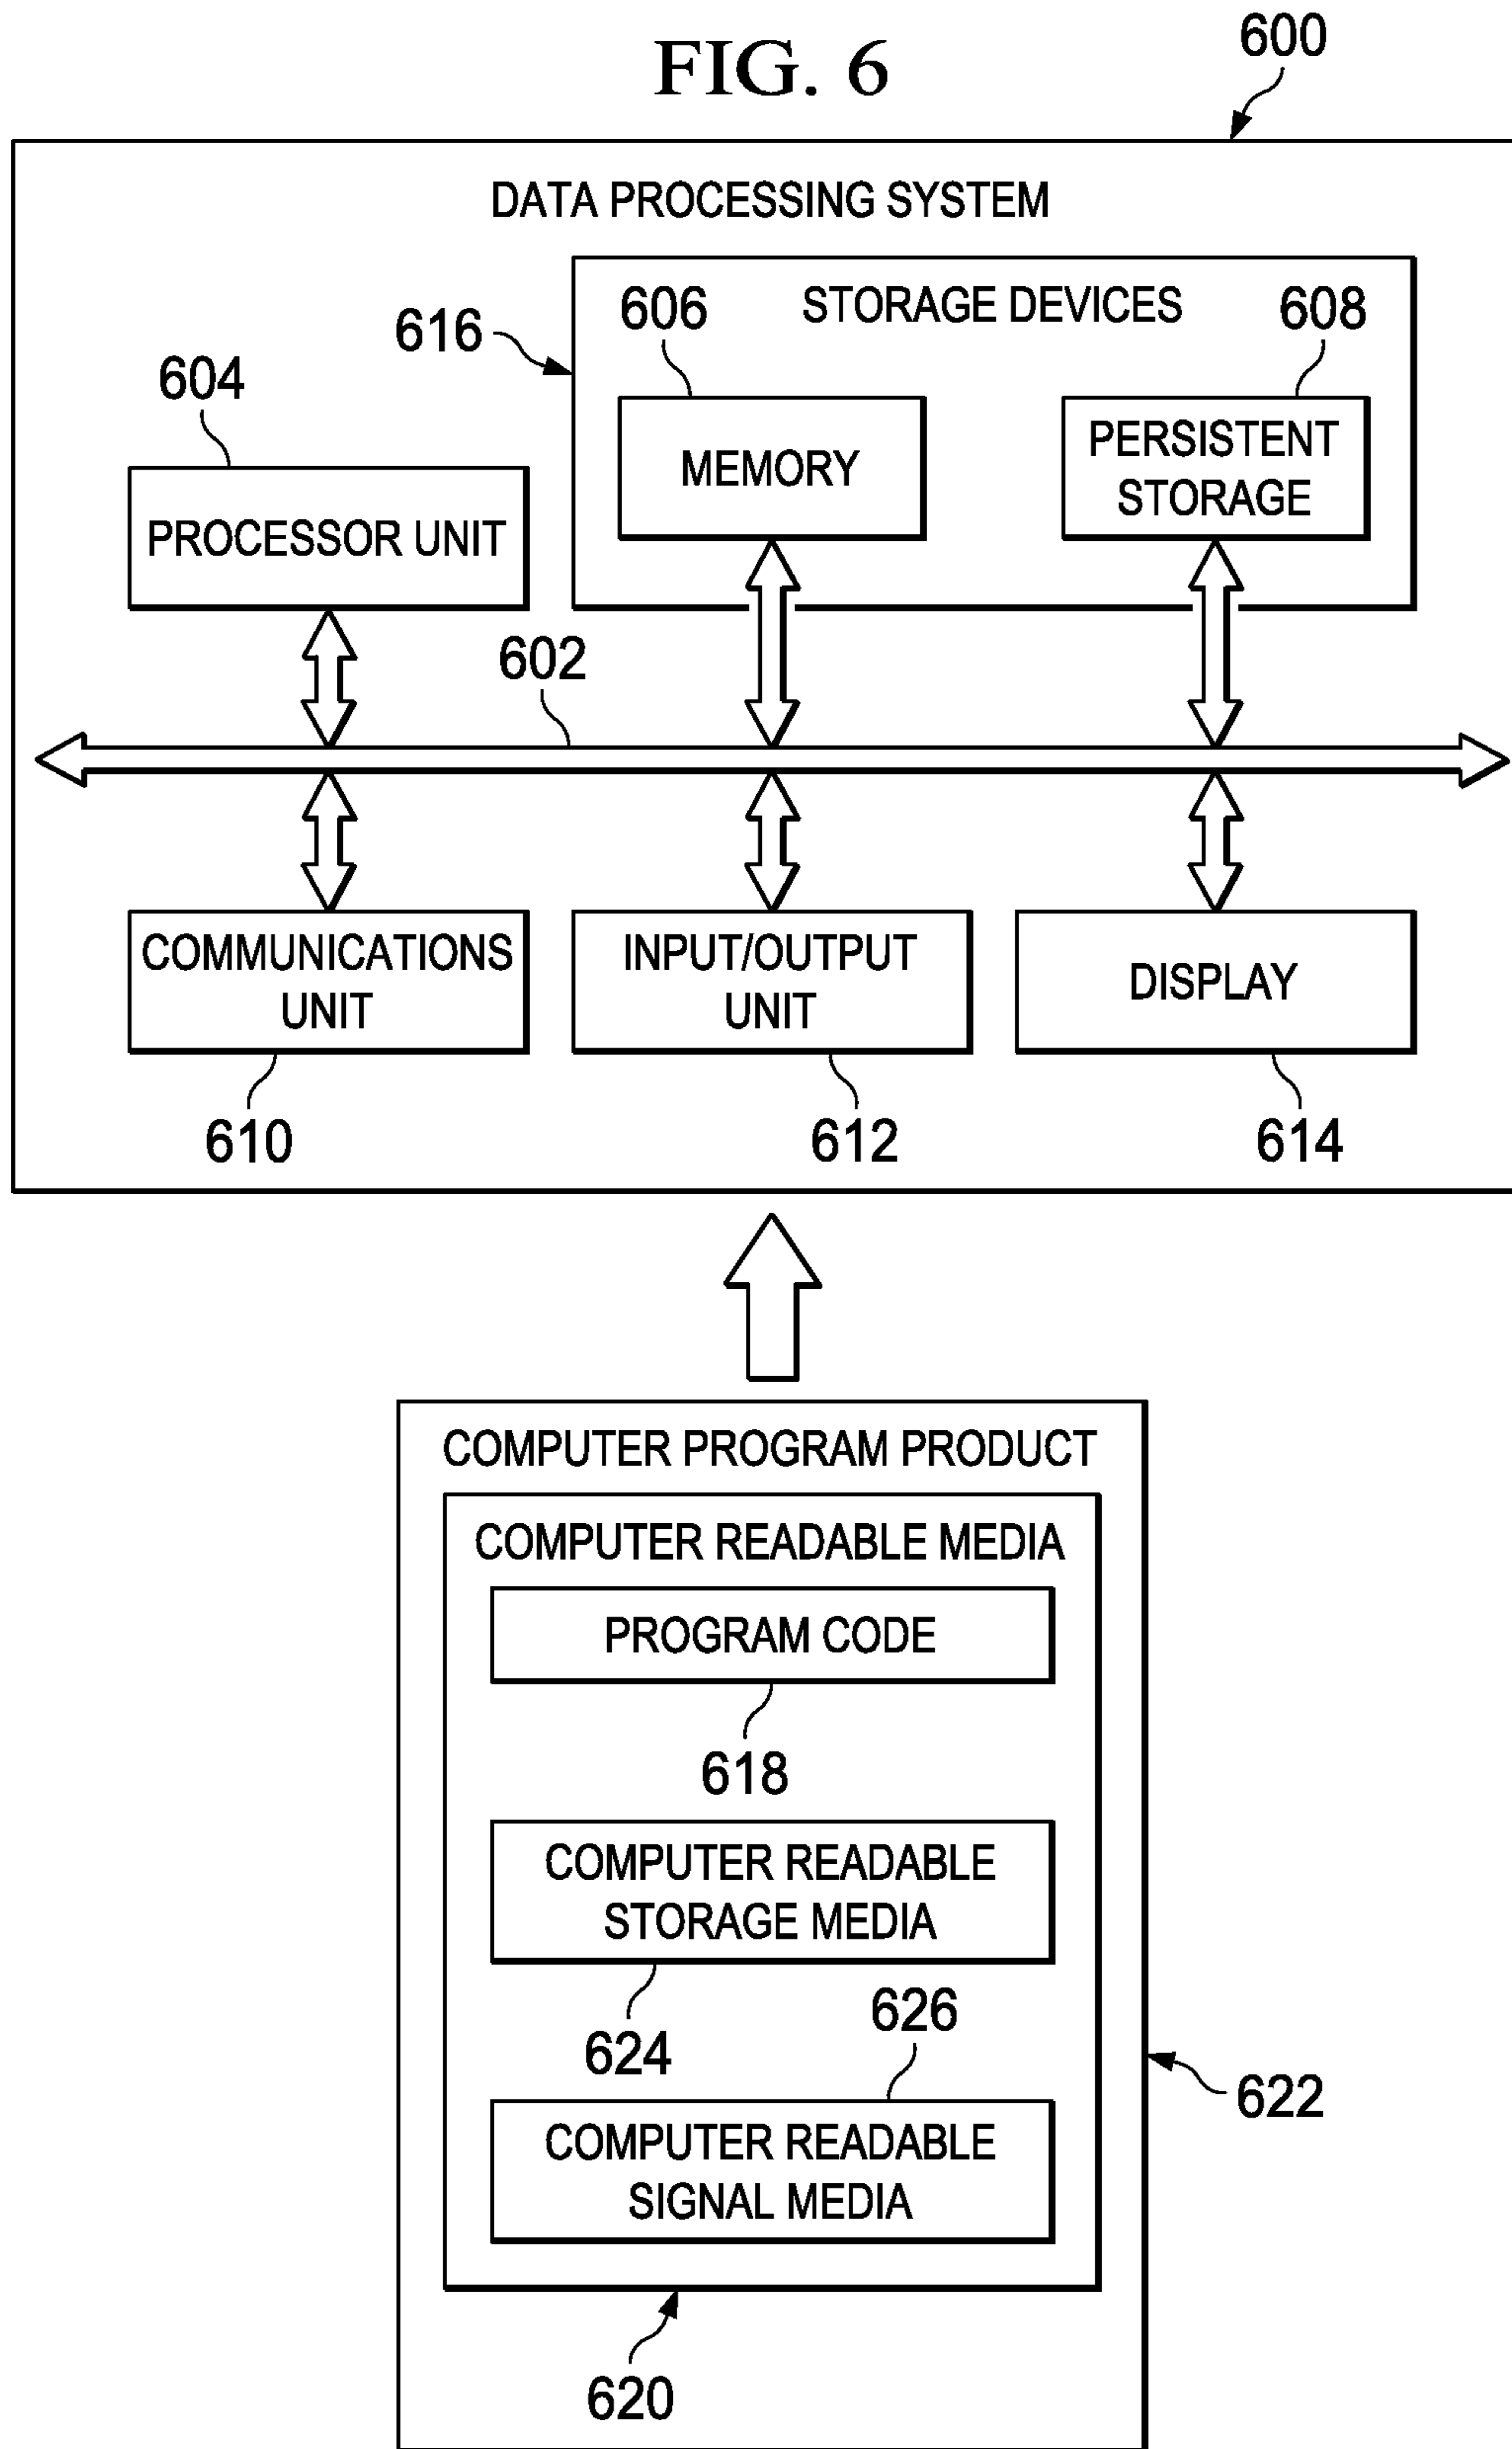 FIG. 6
600
DATA PROCESSING SYSTEM
616
606
STORAGE DEVICES
608
604
MEMORY
PERSISTENT
STORAGE
PROCESSOR UNIT
602
COMMUNICATIONS
UNIT
INPUT/OUTPUT
UNIT
DISPLAY
610
612
614
COMPUTER PROGRAM PRODUCT
COMPUTER READABLE MEDIA
PROGRAM CODE
618
COMPUTER READABLE
STORAGE MEDIA
624
626
622
COMPUTER READABLE
SIGNAL MEDIA
620